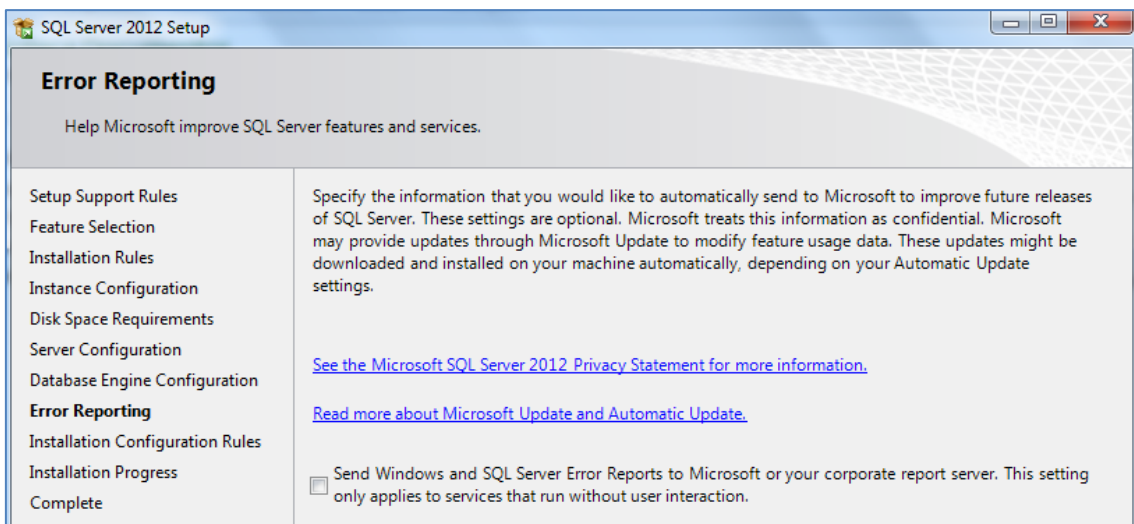 SQL Server 2012 Setup
Error Reporting
Help Microsoft improve SQL Server features and services.
Setup Support Rules
Feature Selection
Installation Rules
Instance Configuration
Disk Space Requirements
Server Configuration
Database Engine Configuration
Error Reporting
Installation Configuration Rules
Installation Progress
Complete
Specify the information that you would like to automatically send to Microsoft to improve future releases
of SQL Server. These settings are optional. Microsoft treats this information as confidential. Microsoft
may provide updates through Microsoft Update to modify feature usage data. These updates might be
downloaded and installed on your machine automatically, depending on your Automatic Update
settings.
See the Microsoft SQL Server 2012 Privacy Statement for more information.
Read more about Microsoft Update and Automatic Update.
Send Windows and SQL Server Error Reports to Microsoft or your corporate report server. This setting
only applies to services that run without user interaction.